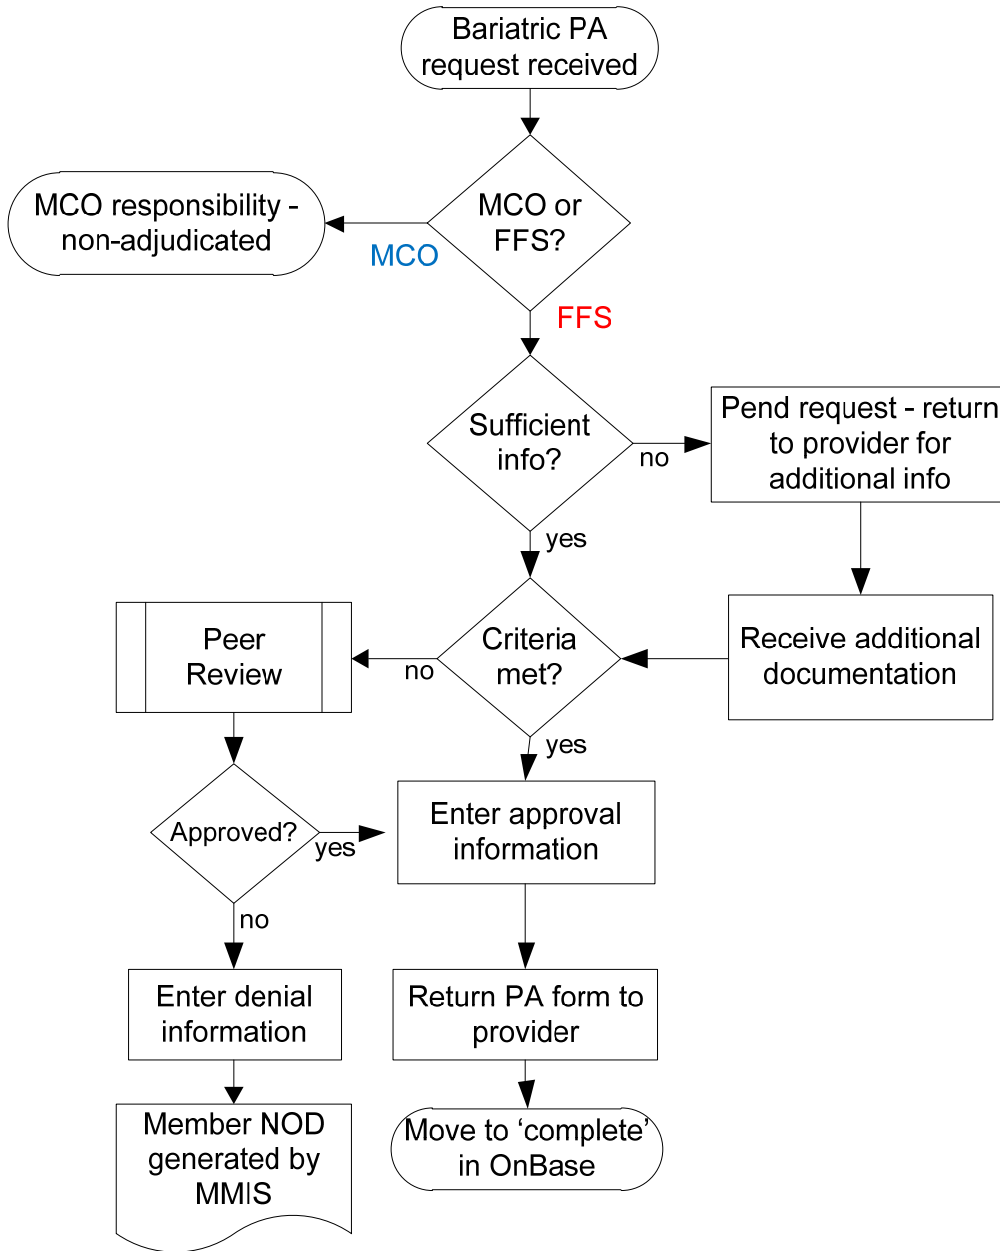 Bariatric PA
request received
MCO or
FFS?
MCO responsibility -
non-adjudicated
MCO
FFS
Sufficient
info?
no
Pend request - return
to provider for
additional info
yes
Receive additional
documentation
Criteria
met?
no
Peer
Review
yes
Approved?
yes
Enter approval
information
no
Enter denial
information
Return PA form to
provider
Member NOD
generated by
MMIS
Move to ‘complete’
in OnBase